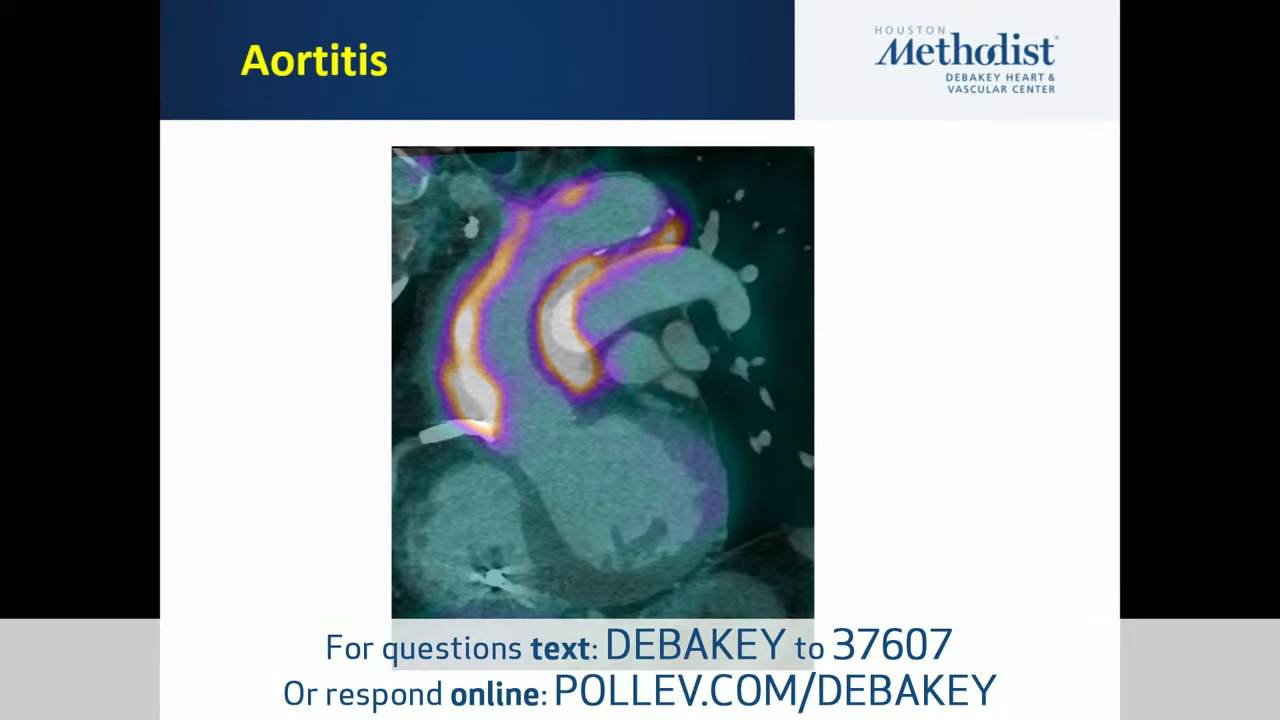 Aortitis
HOUSTON
Methodist®
DEBAKEY HEART &
VASCULAR CENTER
For questions text: DEBAKEY to 37607
Or respond online: POLLEV.COM/DEBAKEY